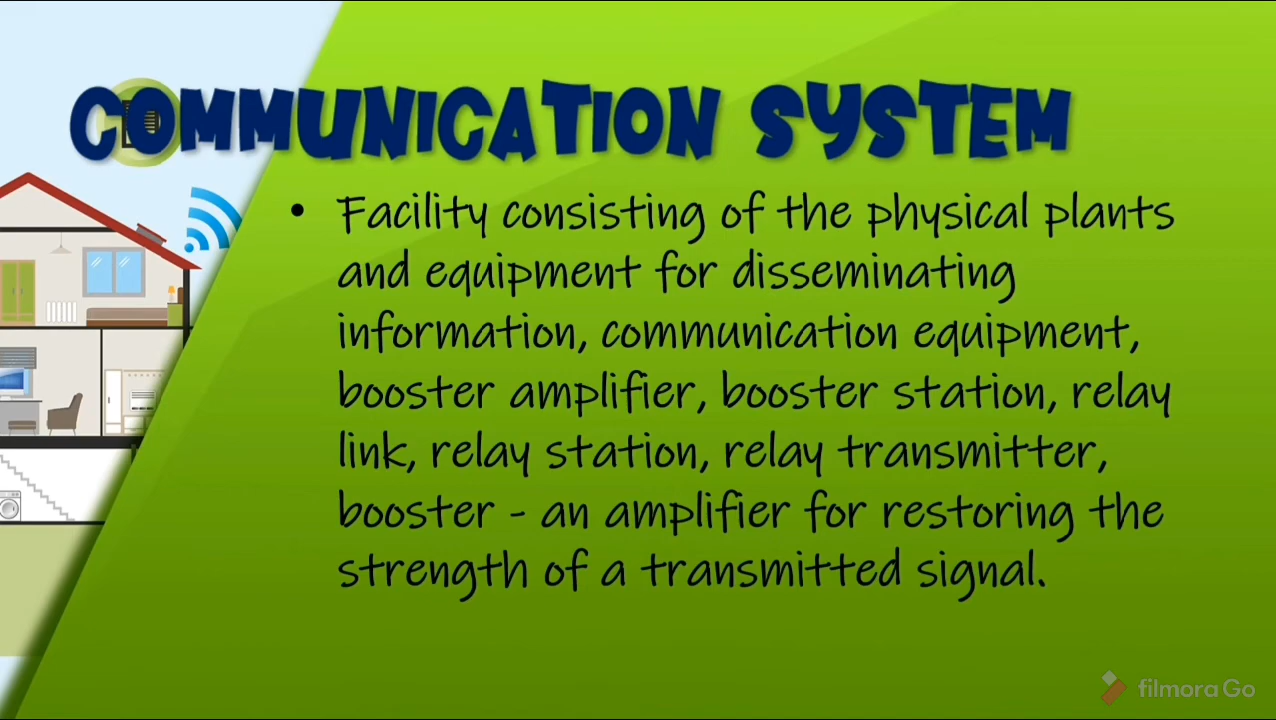 COMMUNICATION SYSTEM
• Facility consisting of the physical plants
and equipment for disseminating
information, communication equipment,
booster amplifier, booster station, relay
link, relay station, relay transmitter,
booster - an amplifier for restoring the
strength of a transmitted signal.
filmora Go